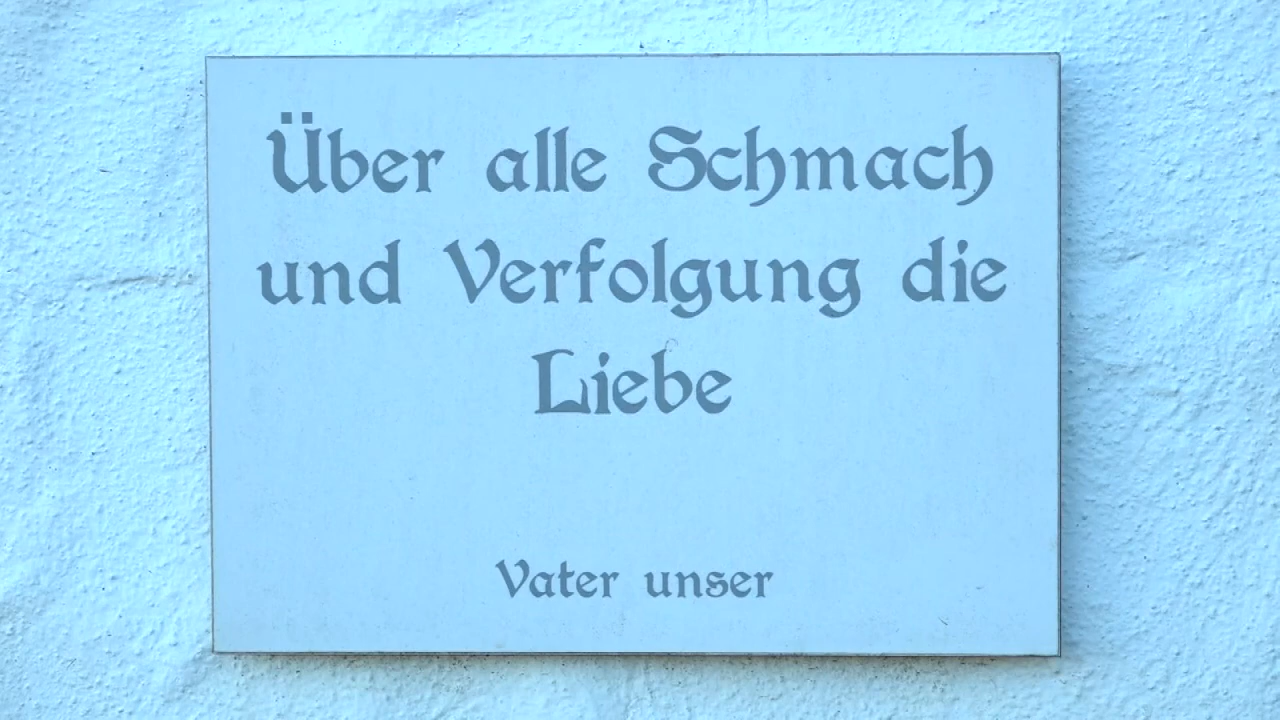 Über alle Schmach
und Verfolgung die
Liebe
Vater unser